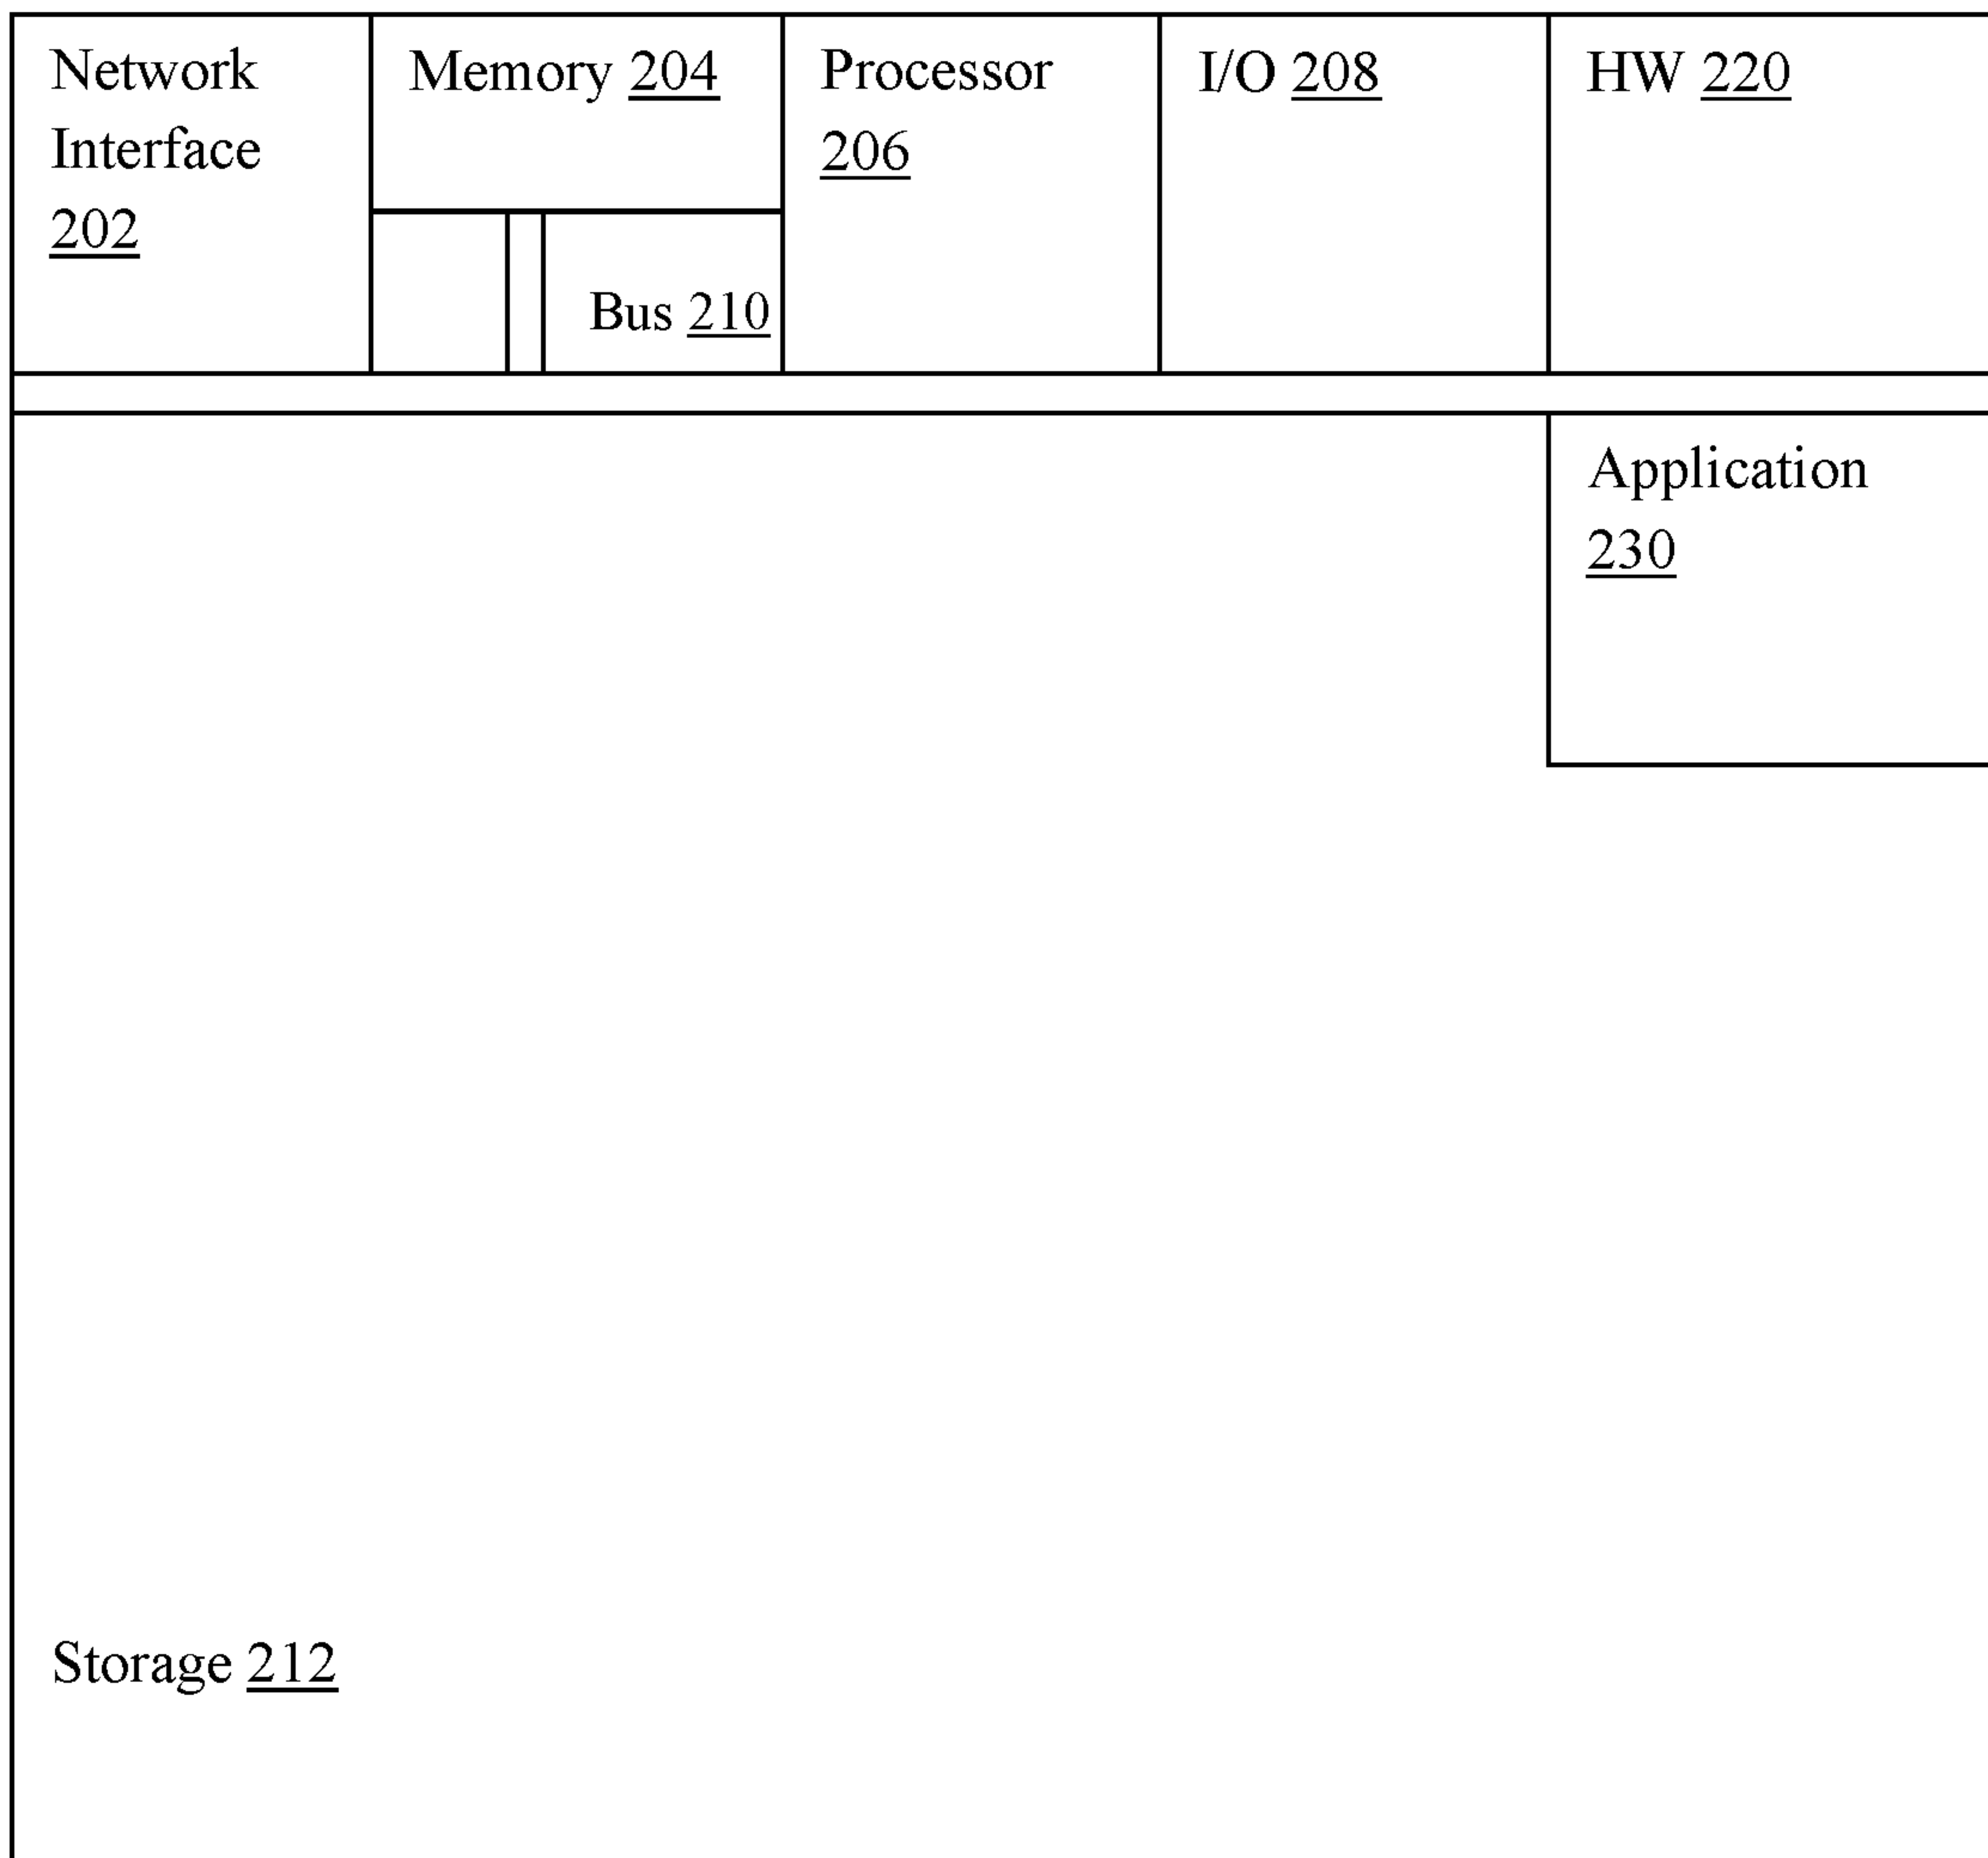 Network
Interface
202
Memory 204
Processor
206
I/O 208
HW 220
Bus 210
Application
230
Storage 212